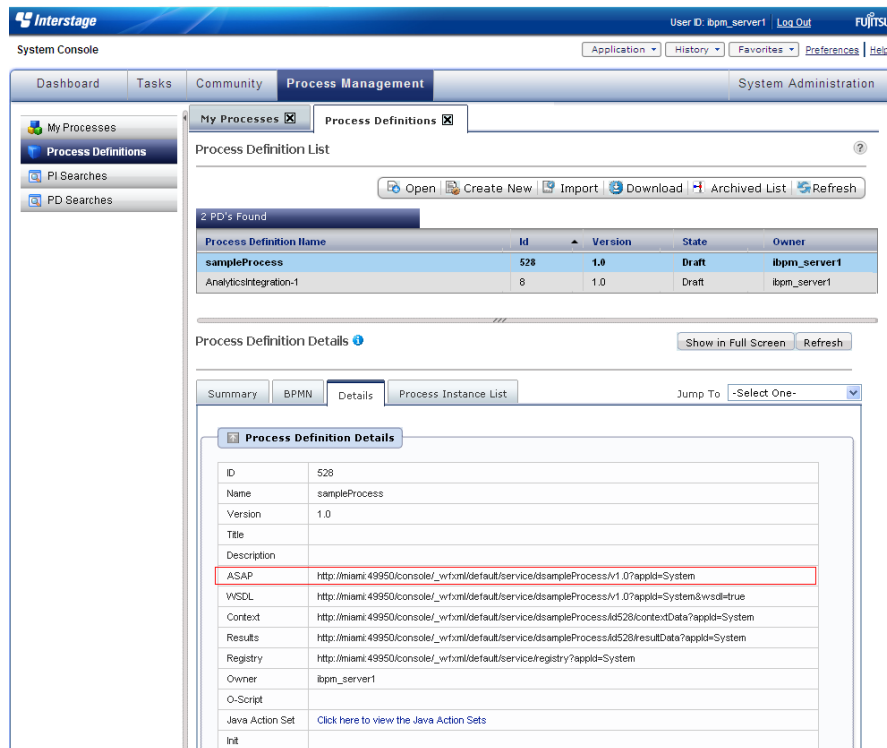 Interstage
User ID: ibpm_server1 | Log Out
FUJITSU
System Console
Application History Favorites Preferences | Help
Dashboard Tasks Community Process Management System Administration
My Processes
Process Definitions
PI Searches
PD Searches
My Processes Process Definitions
Process Definition List ?
Open Create New Import Download Archived List Refresh
2 PD's Found
Process Definition Name Id Version State Owner
sampleProcess 528 1.0 Draft ibpm_server1
AnalyticsIntegration-1 8 1.0 Draft ibpm_server1
Process Definition Details
Show in Full Screen Refresh
Summary BPMN Details Process Instance List Jump To -Select One-
Process Definition Details
ID 528
Name sampleProcess
Version 1.0
Title
Description
ASAP http://miami:49950/console/_wfxml/default/service/dsampleProcess/v1.0?appId=System
WSDL http://miami:49950/console/_wfxml/default/service/dsampleProcess/v1.0?appId=System&wsdl=true
Context http://miami:49950/console/_wfxml/default/service/dsampleProcess/id528/contextData?appId=System
Results http://miami:49950/console/_wfxml/default/service/dsampleProcess/id528/resultData?appId=System
Registry http://miami:49950/console/_wfxml/default/service/registry?appId=System
Owner ibpm_server1
O-Script
Java Action Set Click here to view the Java Action Sets
Init